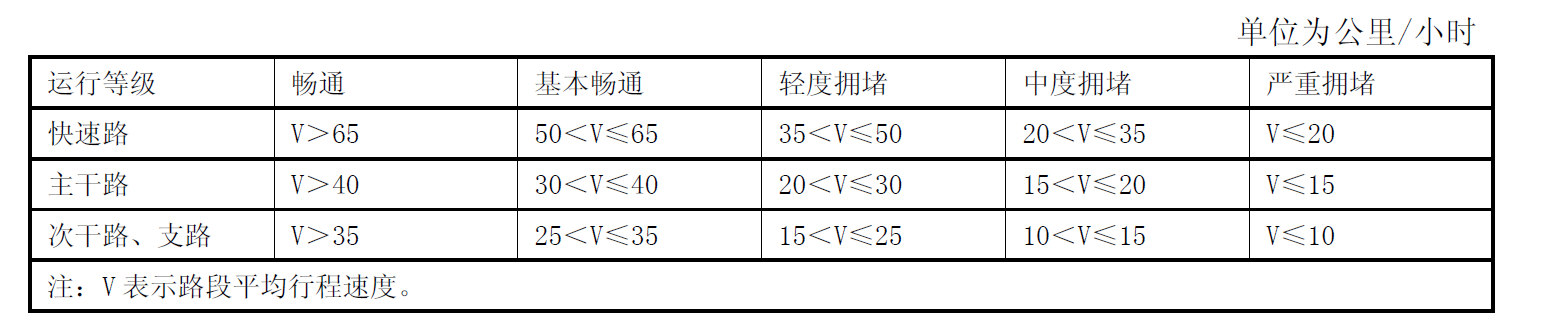 单位为公里/小时
运行等级 畅通 基本畅通 轻度拥堵 中度拥堵 严重拥堵
快速路 V＞65 50＜V≤65 35＜V≤50 20＜V≤35 V≤20
主干路 V＞40 30＜V≤40 20＜V≤30 15＜V≤20 V≤15
次干路、支路 V＞35 25＜V≤35 15＜V≤25 10＜V≤15 V≤10
注：V 表示路段平均行程速度。